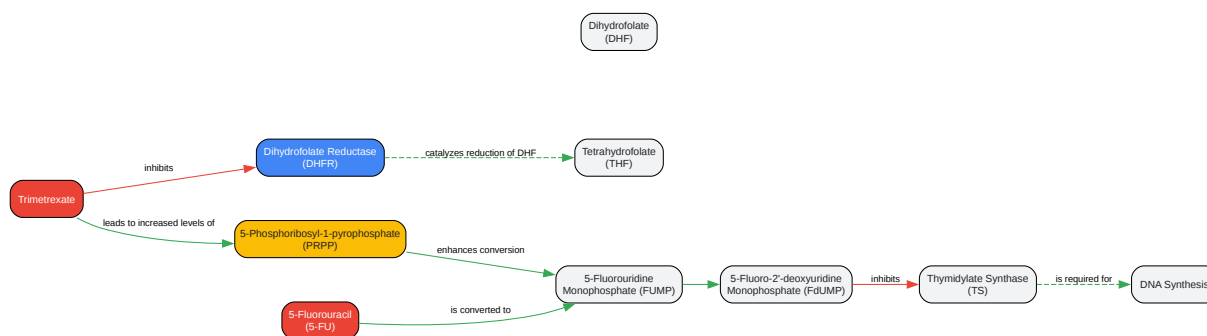 Dihydrofolate
(DHF)
Dihydrofolate Reductase
(DHFR)
catalyzes reduction of DHF
Tetrahydrofolate
(THF)
inhibits
Trimetrexate
leads to increased levels of
5-Phosphoribosyl-1-pyrophosphate
(PRPP)
enhances conversion
5-Fluorouridine
Monophosphate (FUMP)
5-Fluoro-2'-deoxyuridine
Monophosphate (FdUMP)
inhibits
Thymidylate Synthase
(TS)
is required for
DNA Synthesis
5-Fluorouracil
(5-FU)
is converted to